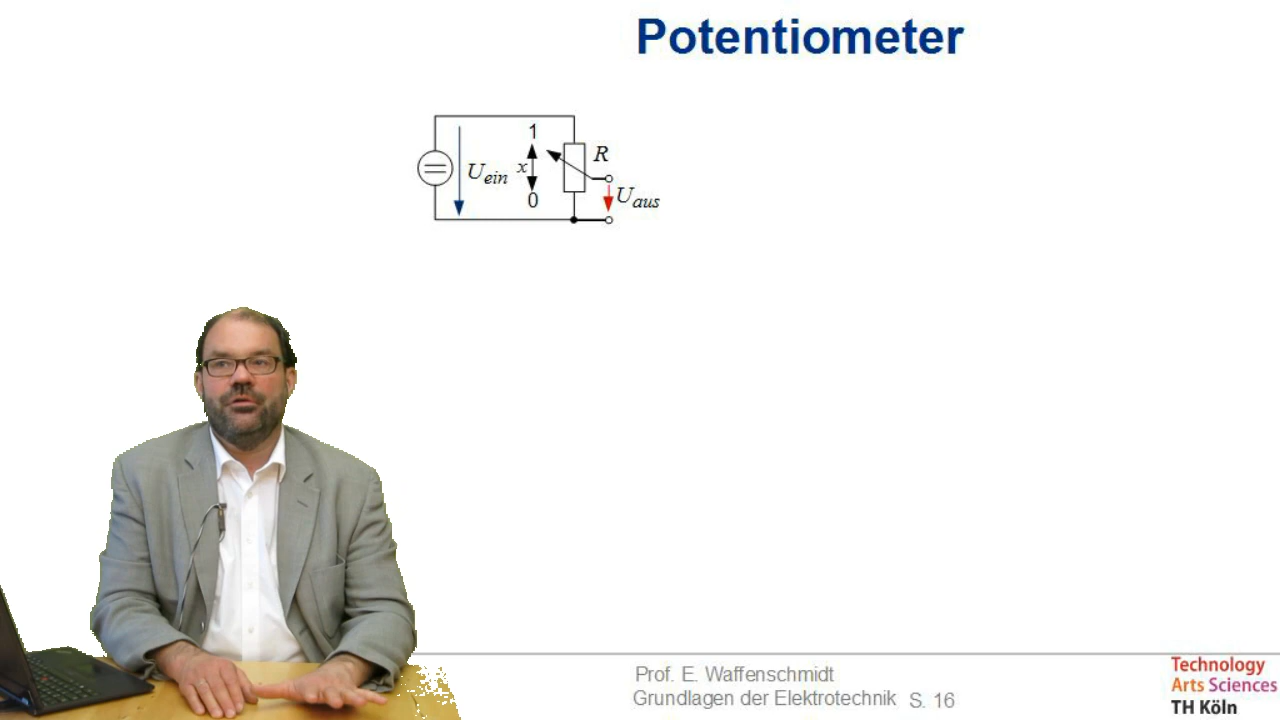 Potentiometer
1
R
U_ein x
U_aus
0
Prof. E. Waffenschmidt
Grundlagen der Elektrotechnik S. 16
Technology
Arts Sciences
TH Köln